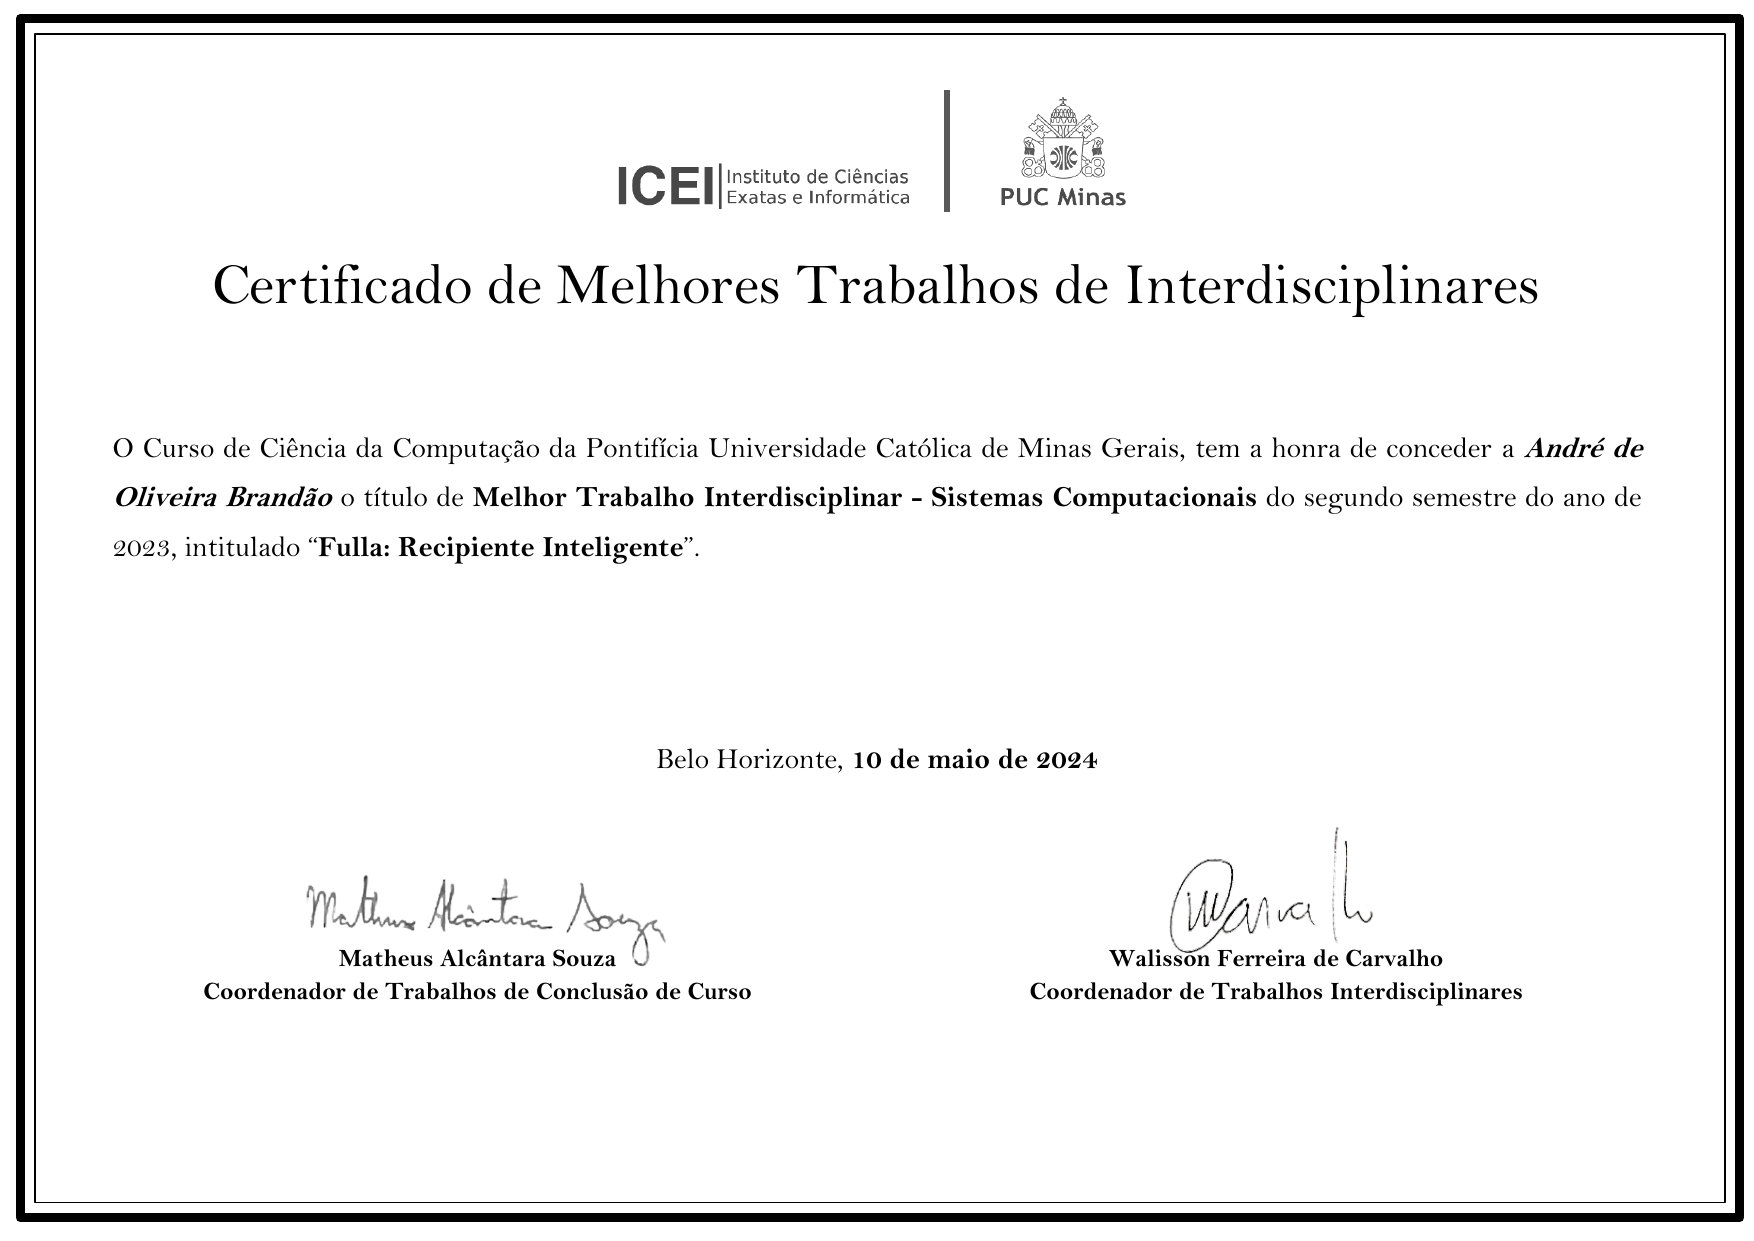 ICEI Instituto de Ciências
Exatas e Informática
PUC Minas
Certificado de Melhores Trabalhos de Interdisciplinares
O Curso de Ciência da Computação da Pontifícia Universidade Católica de Minas Gerais, tem a honra de conceder a André de
Oliveira Brandão o título de Melhor Trabalho Interdisciplinar - Sistemas Computacionais do segundo semestre do ano de
2023, intitulado “Fulla: Recipiente Inteligente”.
Belo Horizonte, 10 de maio de 2024
Matheus Alcântara Souza
Carvalho
Matheus Alcântara Souza
Walisson Ferreira de Carvalho
Coordenador de Trabalhos de Conclusão de Curso
Coordenador de Trabalhos Interdisciplinares